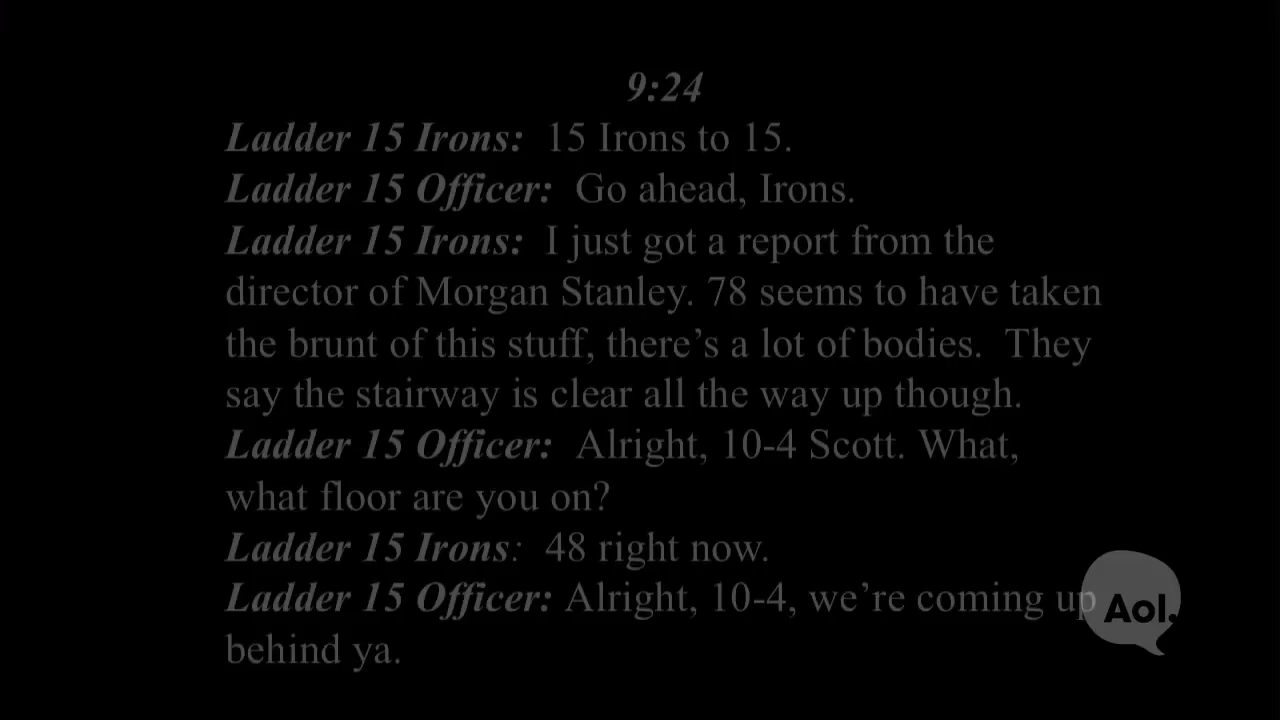 9:24
Ladder 15 Irons: 15 Irons to 15.
Ladder 15 Officer: Go ahead, Irons.
Ladder 15 Irons: I just got a report from the
director of Morgan Stanley. 78 seems to have taken
the brunt of this stuff, there’s a lot of bodies. They
say the stairway is clear all the way up though.
Ladder 15 Officer: Alright, 10-4 Scott. What,
what floor are you on?
Ladder 15 Irons: 48 right now.
Ladder 15 Officer: Alright, 10-4, we’re coming up
behind ya.
Aol.